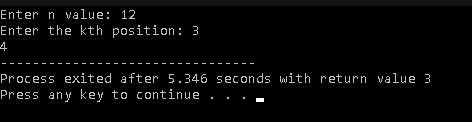 Enter n value: 12
Enter the kth position: 3
4
--------------------------------
Process exited after 5.346 seconds with return value 3
Press any key to continue . . .